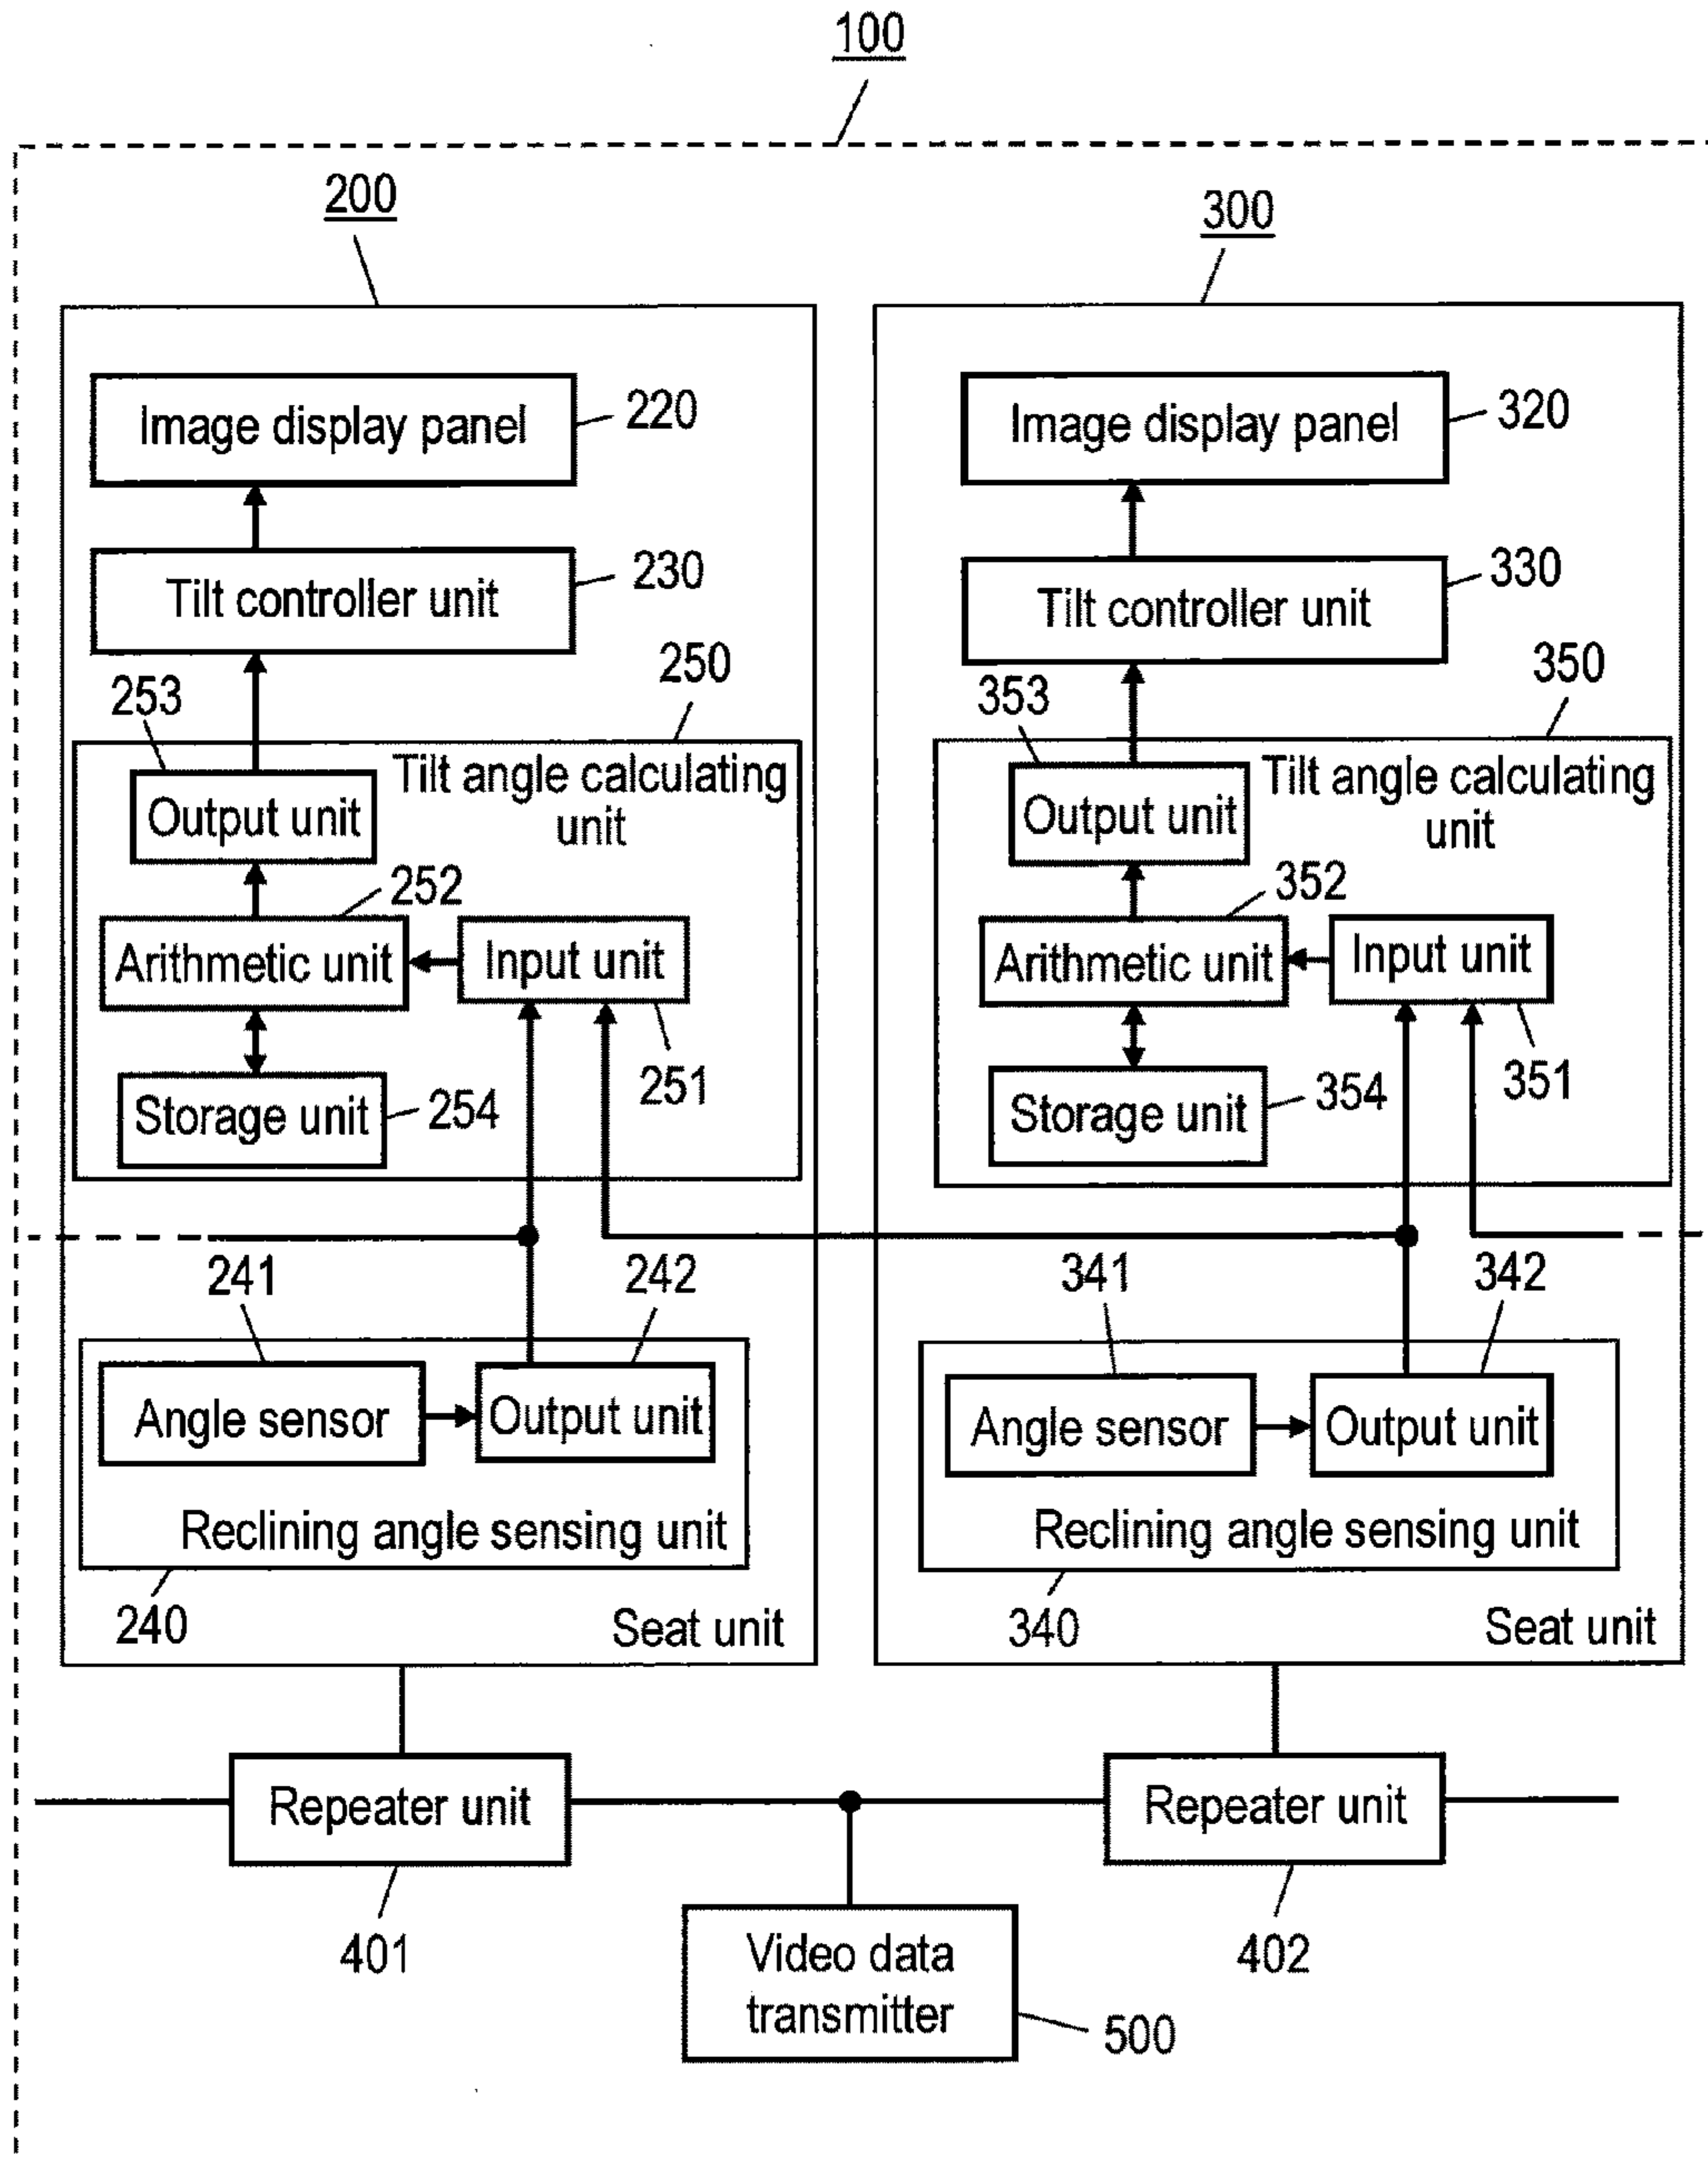 100
200
300
Image display panel
220
Image display panel
320
Tilt controller unit
230
Tilt controller unit
330
253
250
353
350
Tilt angle calculating
unit
Output unit
Tilt angle calculating
unit
Output unit
252
352
Arithmetic unit
Input unit
Arithmetic unit
Input unit
251
351
Storage unit
254
Storage unit
354
241
242
341
342
Angle sensor
Output unit
Angle sensor
Output unit
Reclining angle sensing unit
Reclining angle sensing unit
240
Seat unit
340
Seat unit
Repeater unit
Repeater unit
401
402
Video data
transmitter
500